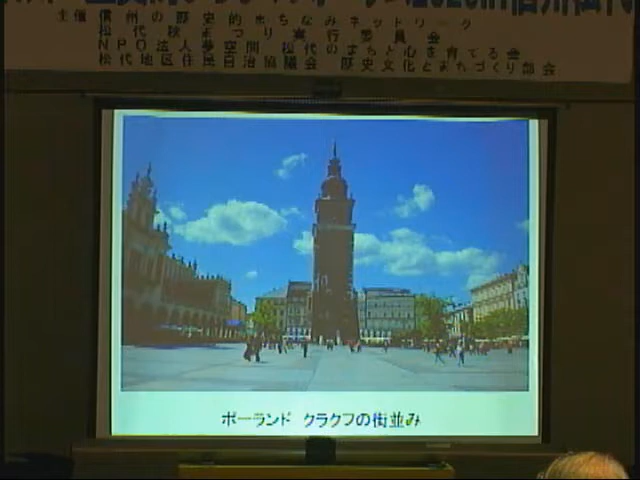 主催 信州の歴史的まちなみネットワーク
松代秋まつり実行委員会
NPO法人夢空間 松代のまちと心を育てる会
松代地区住民自治協議会 歴史文化とまちづくり部会
ポーランド クラクフの街並み